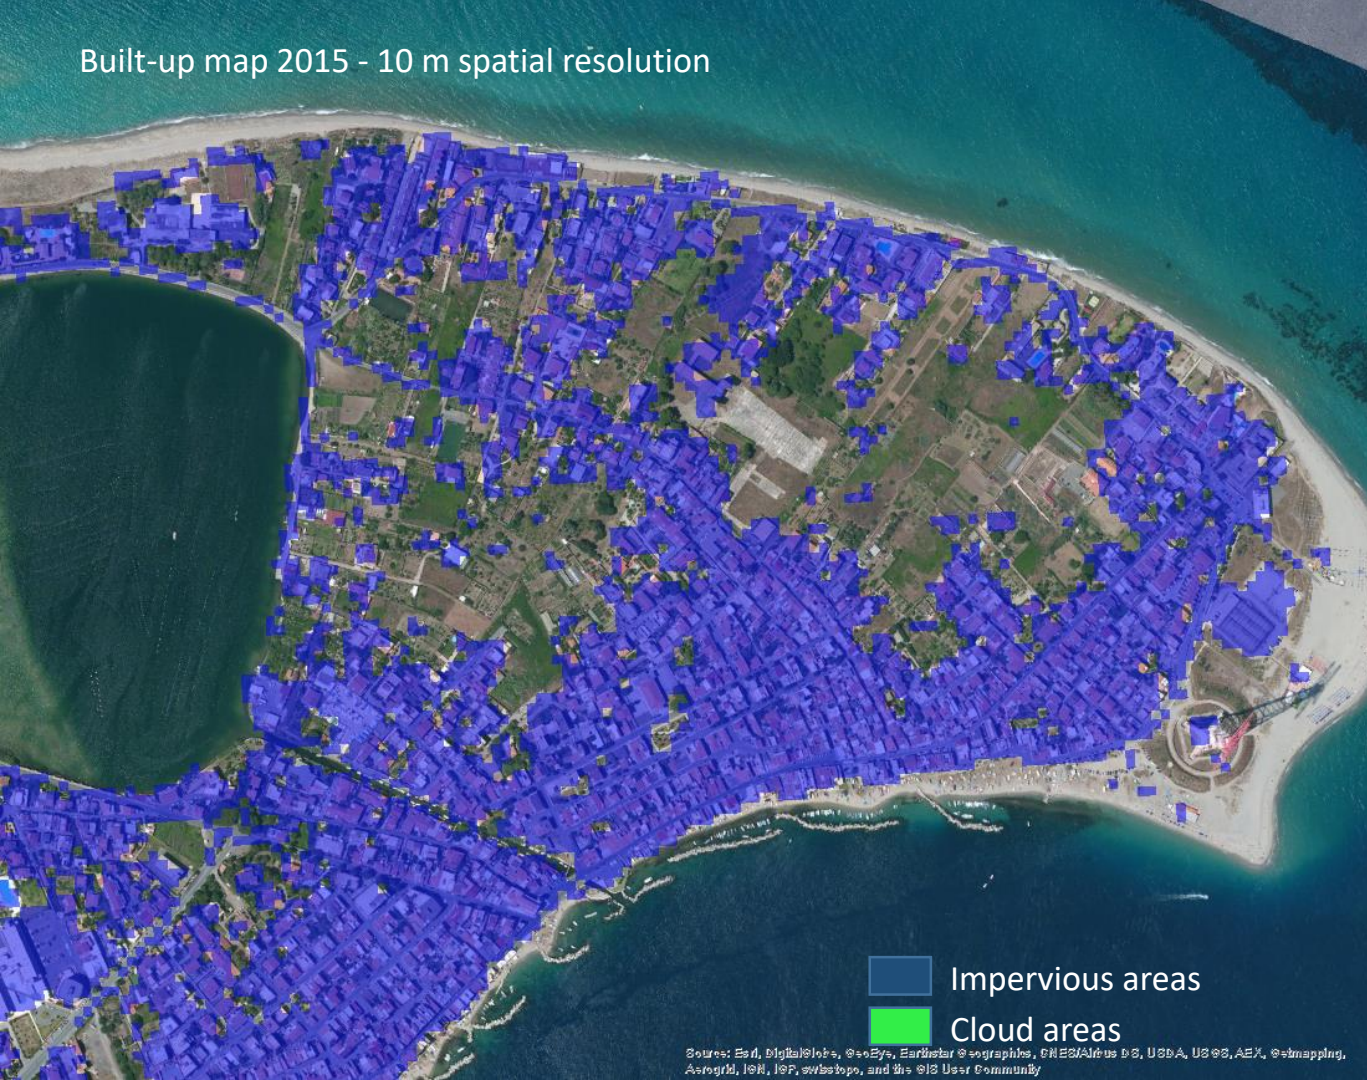 Built-up map 2015 - 10 m spatial resolution
Impervious areas
Cloud areas
Source: Esri, DigitalGlobe, GeoEye, Earthstar Geographics, CNES/Airbus DS, USDA, USGS, AEX, Getmapping,
Aerogrid, IGN, IGP, swisstopo, and the GIS User Community